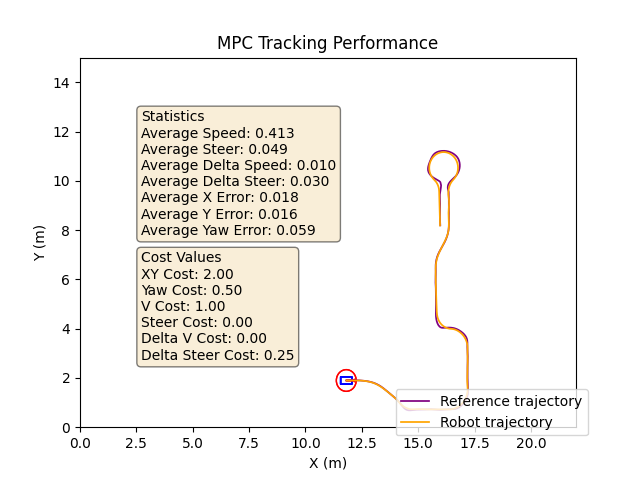 MPC Tracking Performance
Y (m)
14
12
10
8
6
4
2
0
Statistics
Average Speed: 0.413
Average Steer: 0.049
Average Delta Speed: 0.010
Average Delta Steer: 0.030
Average X Error: 0.018
Average Y Error: 0.016
Average Yaw Error: 0.059
Cost Values
XY Cost: 2.00
Yaw Cost: 0.50
V Cost: 1.00
Steer Cost: 0.00
Delta V Cost: 0.00
Delta Steer Cost: 0.25
Reference trajectory
Robot trajectory
0.0 2.5 5.0 7.5 10.0 12.5 15.0 17.5 20.0
X (m)